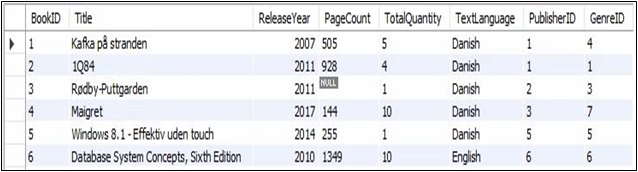 BookID Title ReleaseYear PageCount TotalQuantity TextLanguage PublisherID GenreID
1 Kafka på stranden 2007 505 5 Danish 1 4
2 1Q84 2011 928 4 Danish 1 1
3 Rødby-Puttgarden 2011 NULL 1 Danish 2 3
4 Maigret 2017 144 10 Danish 3 7
5 Windows 8.1 - Effektiv uden touch 2014 255 1 Danish 5 5
6 Database System Concepts, Sixth Edition 2010 1349 10 English 6 6